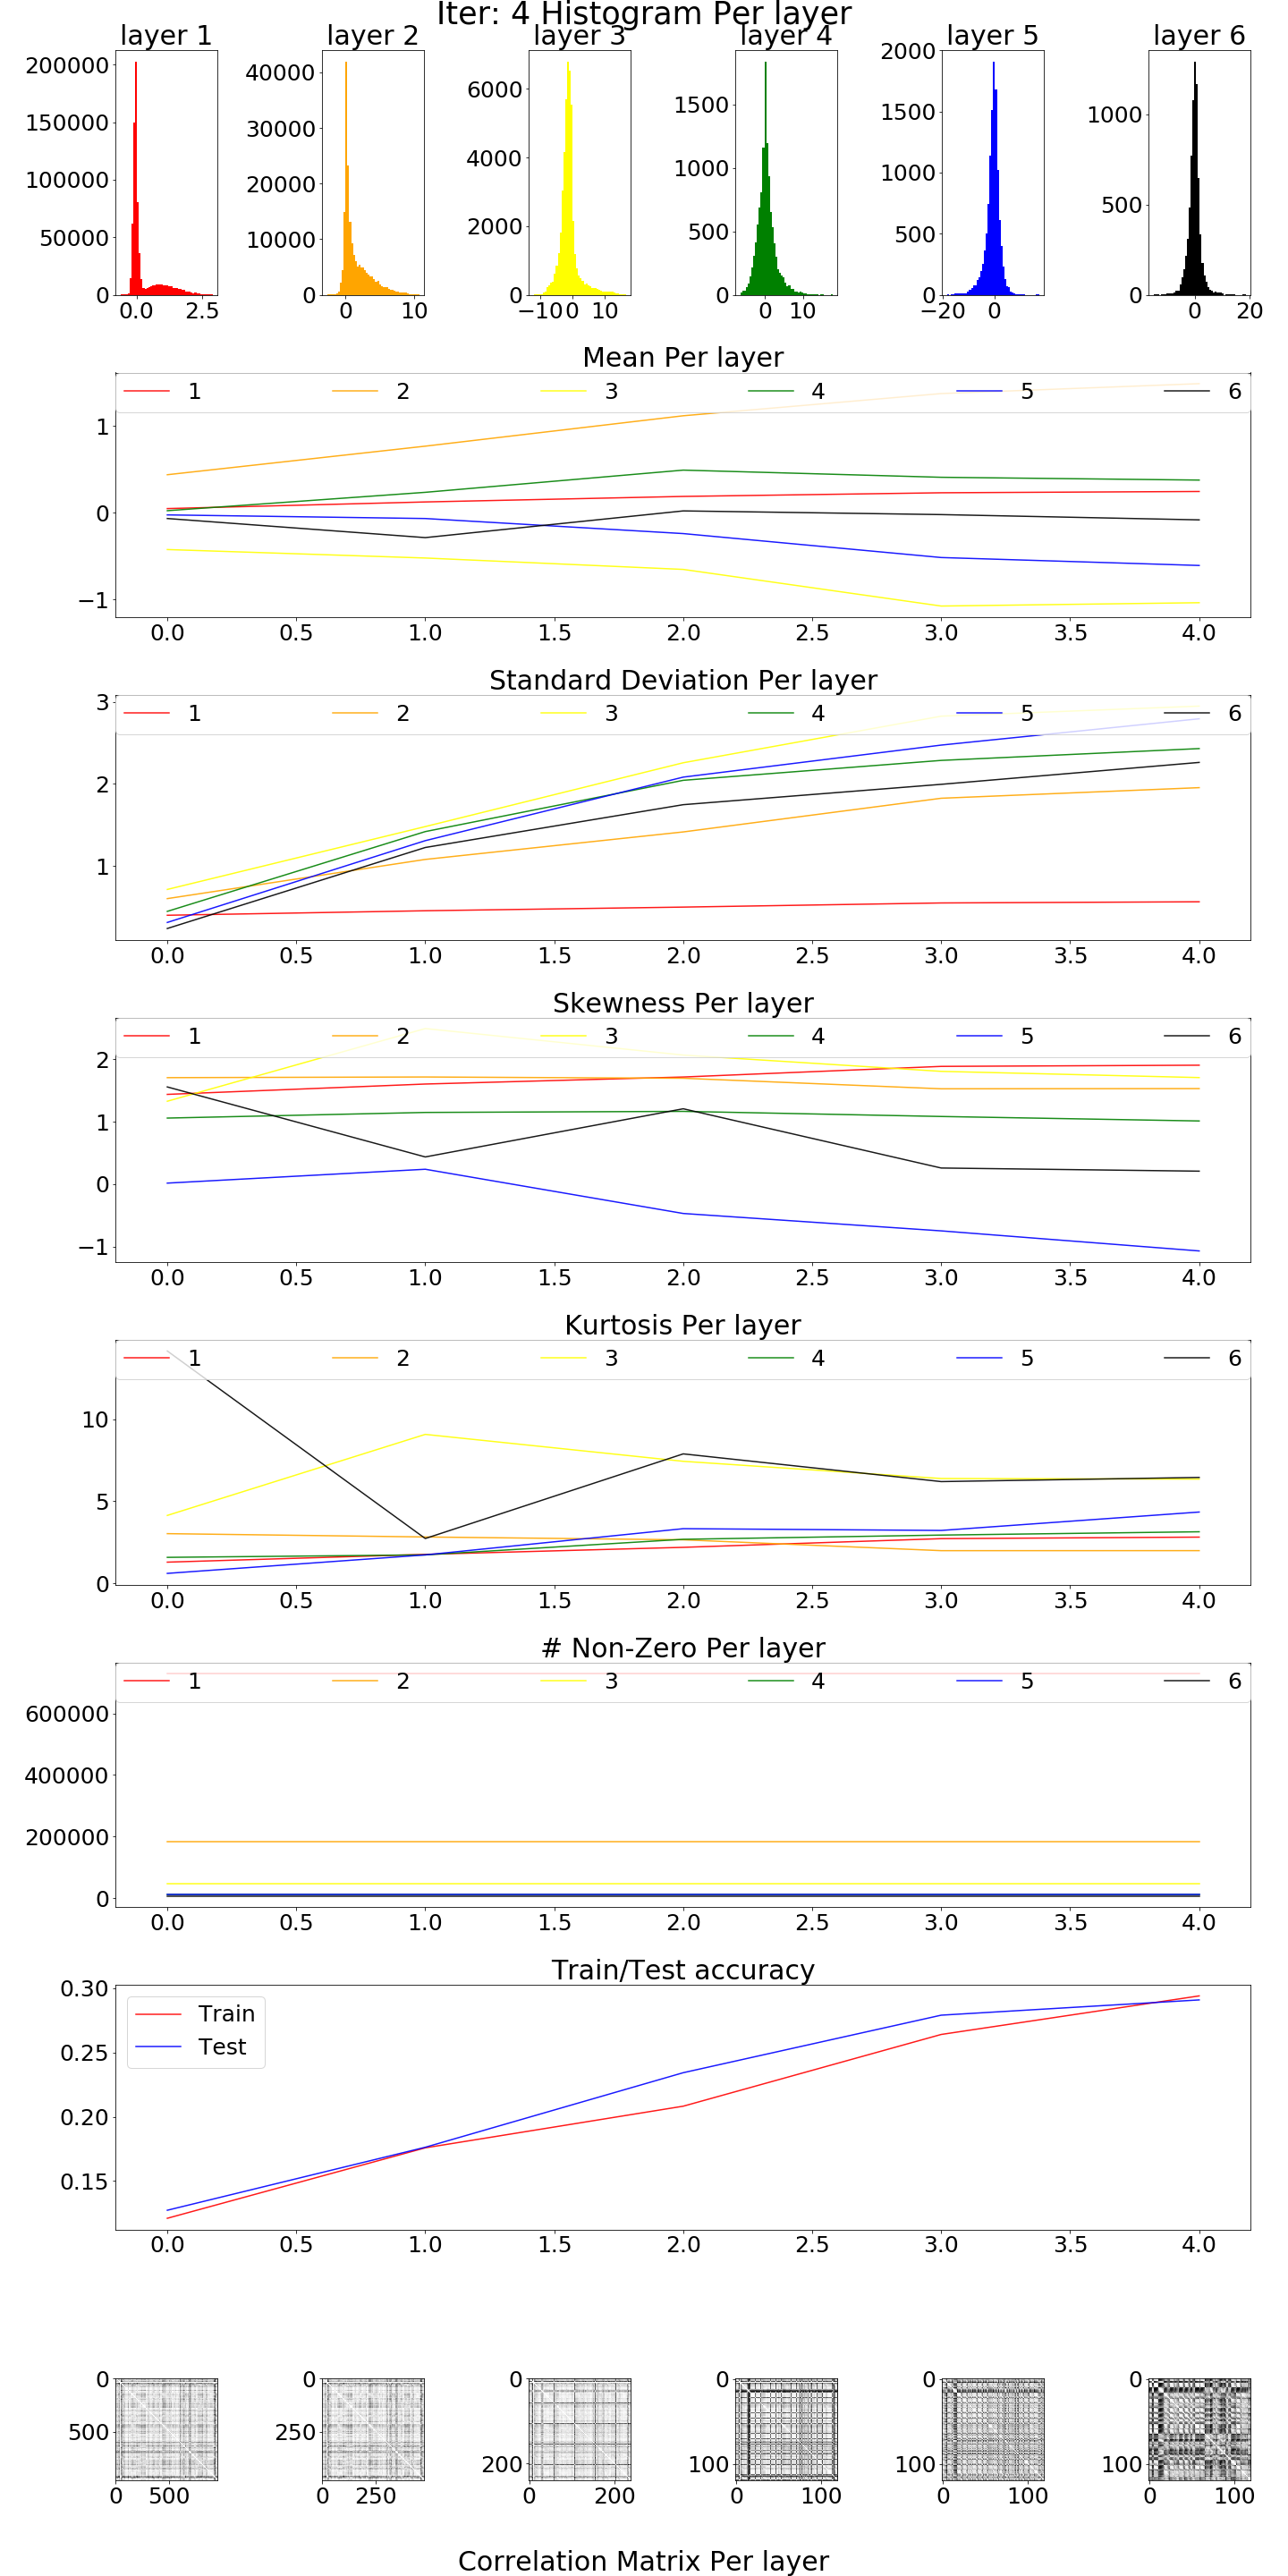 Iter: 4 Histogram Per layer
layer 1 layer 2 layer 3 layer 4 layer 5 layer 6
200000 150000 100000 50000 0
0.0 2.5
40000 30000 20000 10000 0
0 10
6000 4000 2000 0
−10 0 10
1500 1000 500 0
0 10
2000 1500 1000 500 0
−20 0
1000 500 0
0 20
Mean Per layer
1 2 3 4 5 6
1
0
−1
0.0 0.5 1.0 1.5 2.0 2.5 3.0 3.5 4.0
Standard Deviation Per layer
1 2 3 4 5 6
3
2
1
0.0 0.5 1.0 1.5 2.0 2.5 3.0 3.5 4.0
Skewness Per layer
1 2 3 4 5 6
2
1
0
−1
0.0 0.5 1.0 1.5 2.0 2.5 3.0 3.5 4.0
Kurtosis Per layer
1 2 3 4 5 6
10
5
0
0.0 0.5 1.0 1.5 2.0 2.5 3.0 3.5 4.0
# Non-Zero Per layer
1 2 3 4 5 6
600000
400000
200000
0
0.0 0.5 1.0 1.5 2.0 2.5 3.0 3.5 4.0
Train/Test accuracy
0.30
Train
Test
0.25
0.20
0.15
0.0 0.5 1.0 1.5 2.0 2.5 3.0 3.5 4.0
0 500
0 500
0 250
0 250
0 200
0 200
0 100
0 100
0 100
0 100
0 100
0 100
Correlation Matrix Per layer